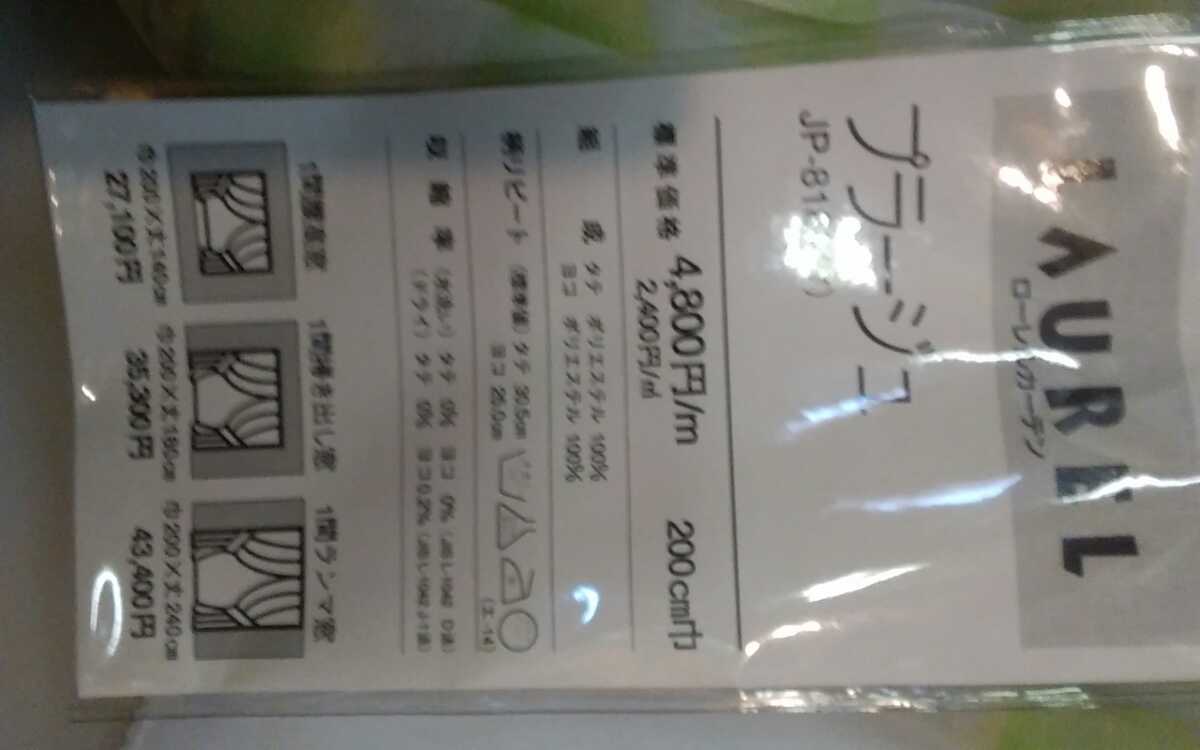 LAUREL
ローレルカーテン
プラージュ
標準価格 4,800円/m 200cm巾
2,400円/㎡
組成 タテ ポリエステル 100%
ヨコ ポリエステル 100%
柄リピート (標準値) タテ 30.5cm
ヨコ 25.0cm
収縮率 (水洗い) タテ 0% ヨコ 0%
(ドライ) タテ 0% ヨコ 0.2%
1間腰高窓
巾200×丈140cm
27,100円
1間掃き出し窓
巾200×丈180cm
35,300円
1間ランマ窓
巾200×丈240cm
43,400円